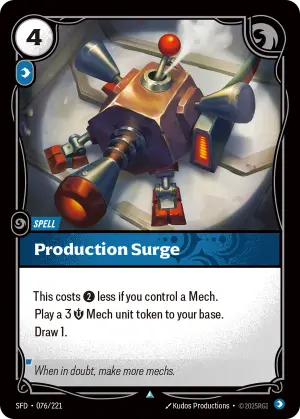 4
SPELL
Production Surge
This costs 2 less if you control a Mech.
Play a 3 Mech unit token to your base.
Draw 1.
When in doubt, make more mechs.
SFD • 076/221 Kudos Productions • ©2025RGI